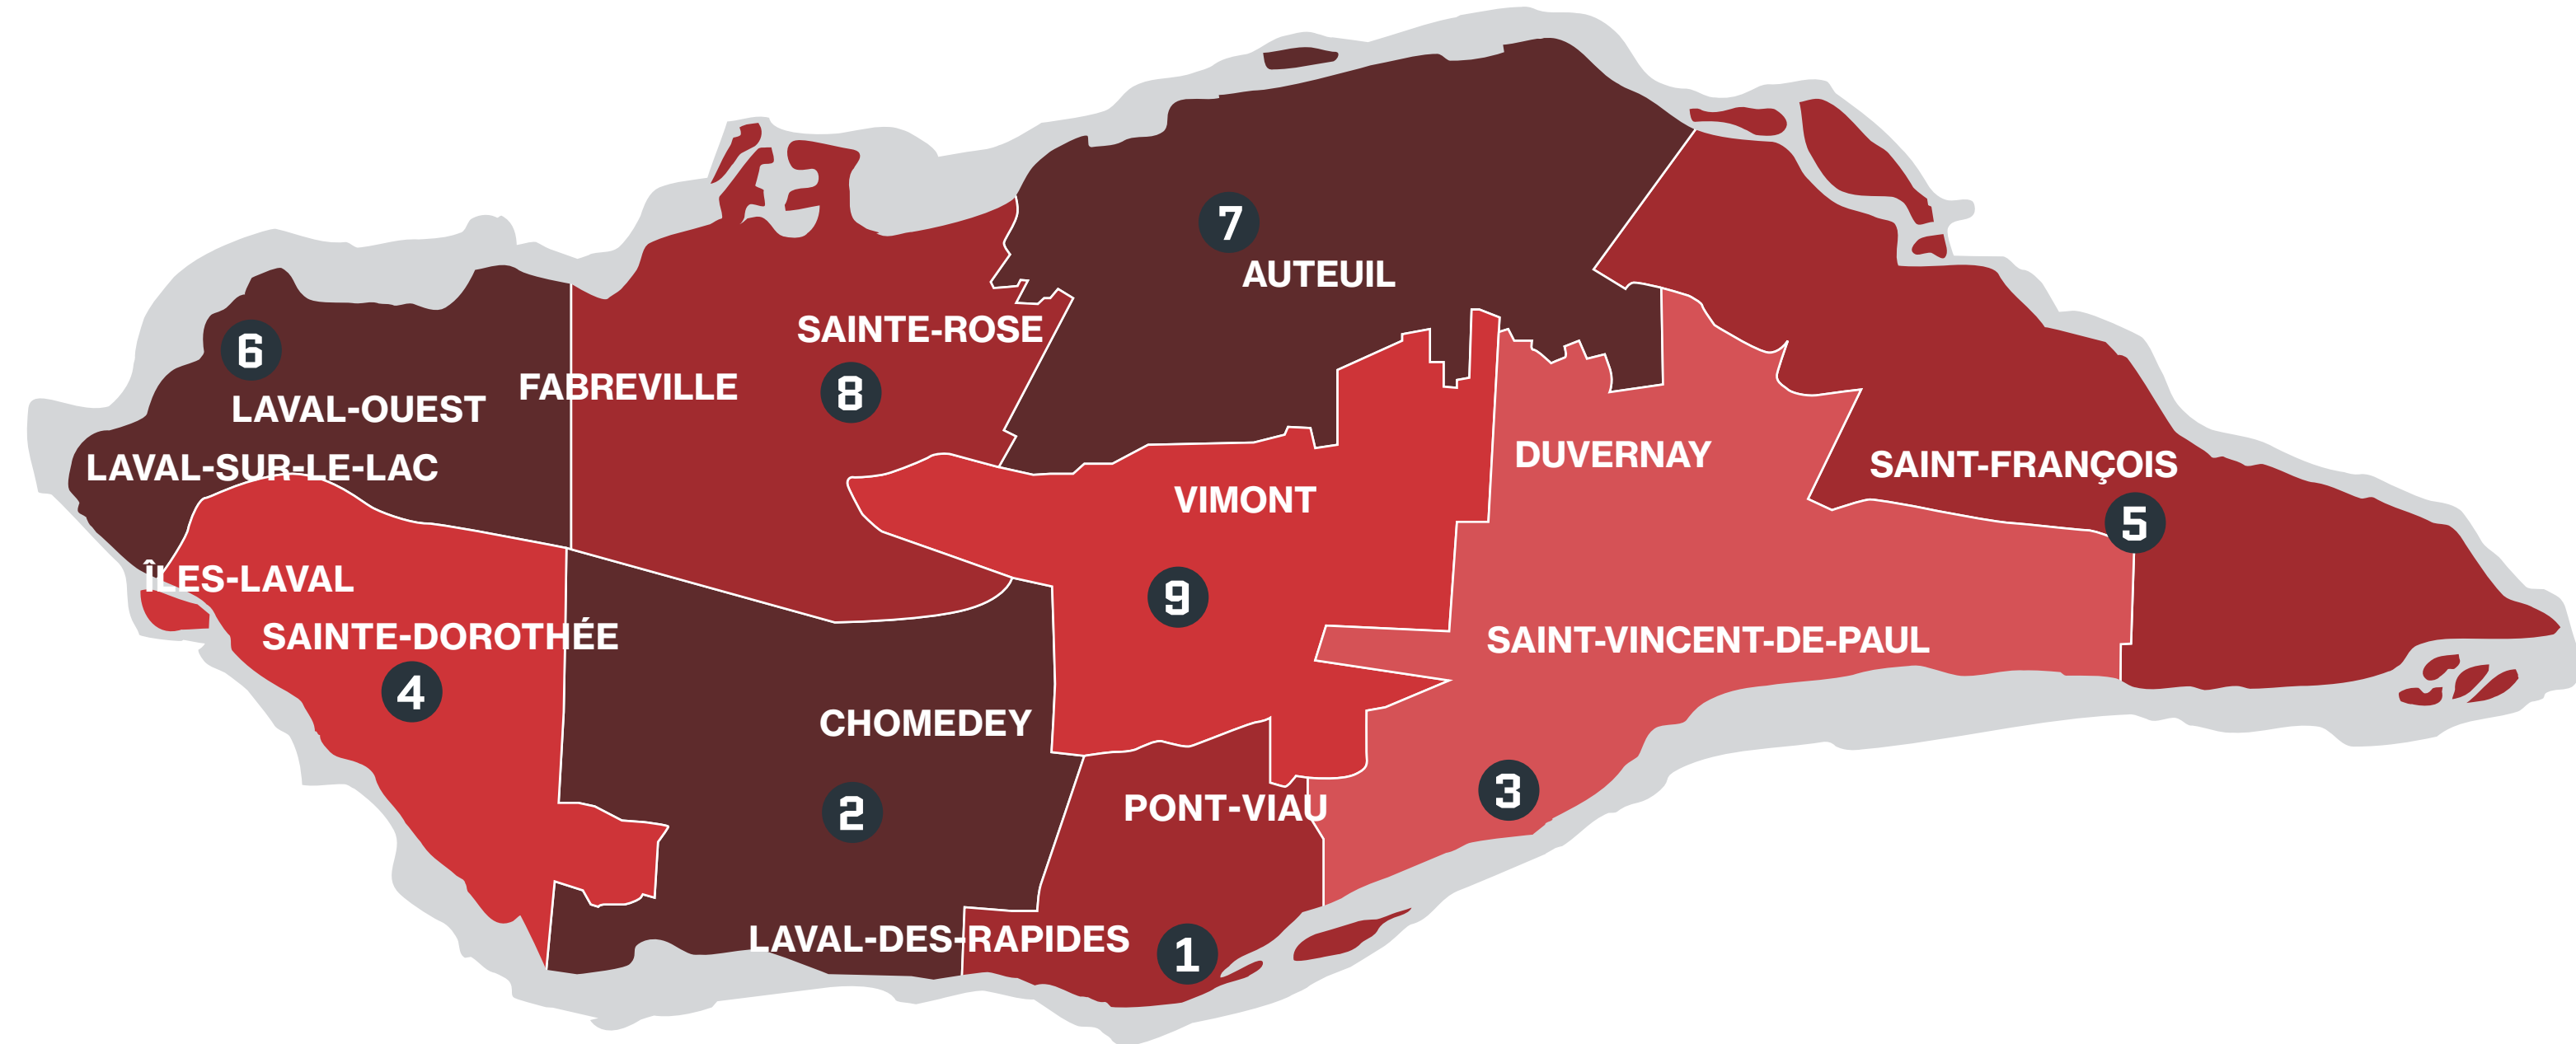 7
AUTEUIL
SAINTE-ROSE
6
FABREVILLE
8
LAVAL-OUEST
LAVAL-SUR-LE-LAC
DUVERNAY
SAINT-FRANÇOIS
VIMONT
5
ÎLES-LAVAL
9
SAINTE-DOROTHÉE
SAINT-VINCENT-DE-PAUL
4
CHOMEDEY
3
2
PONT-VIAU
LAVAL-DES-RAPIDES
1